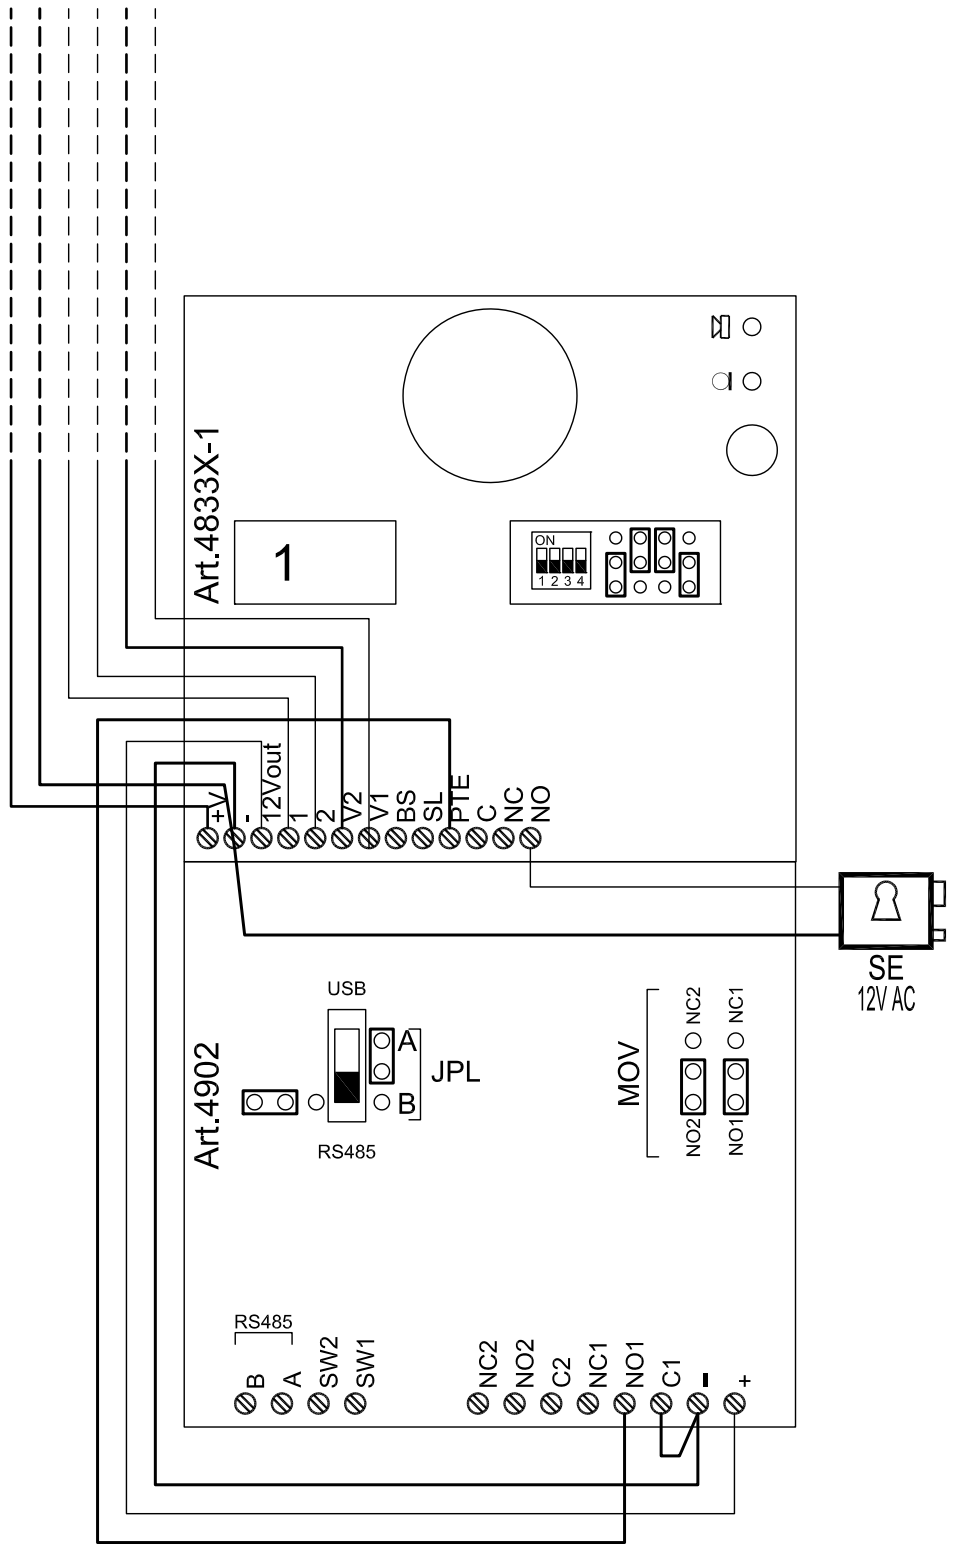 Art.4833X-1
1
ON
1 2 3 4
+V
-
12Vout
1
2
V2
V1
BS
SL
PTE
C
NC
NO
SE
12V AC
Art.4902
USB
A
JPL
B
RS485
MOV
NC2
NC1
NO2
NO1
RS485
B
A
SW2
SW1
NC2
NO2
C2
NC1
NO1
C1
-
+